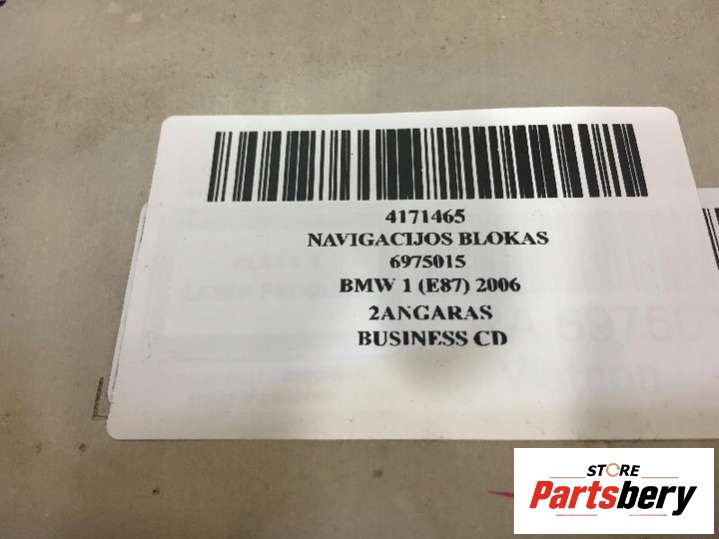 4171465
NAVIGACIJOS BLOKAS
6975015
BMW 1 (E87) 2006
2ANGARAS
BUSINESS CD
STORE
Partsbery